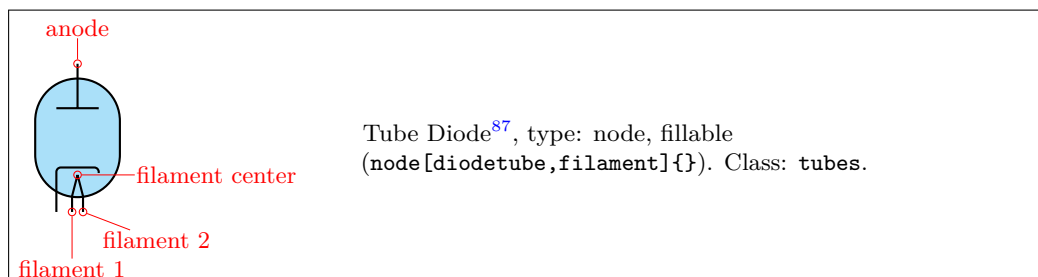 anode
Tube Diode87, type: node, fillable
(node[diodetube,filament]{}). Class: tubes.
filament center
filament 2
filament 1